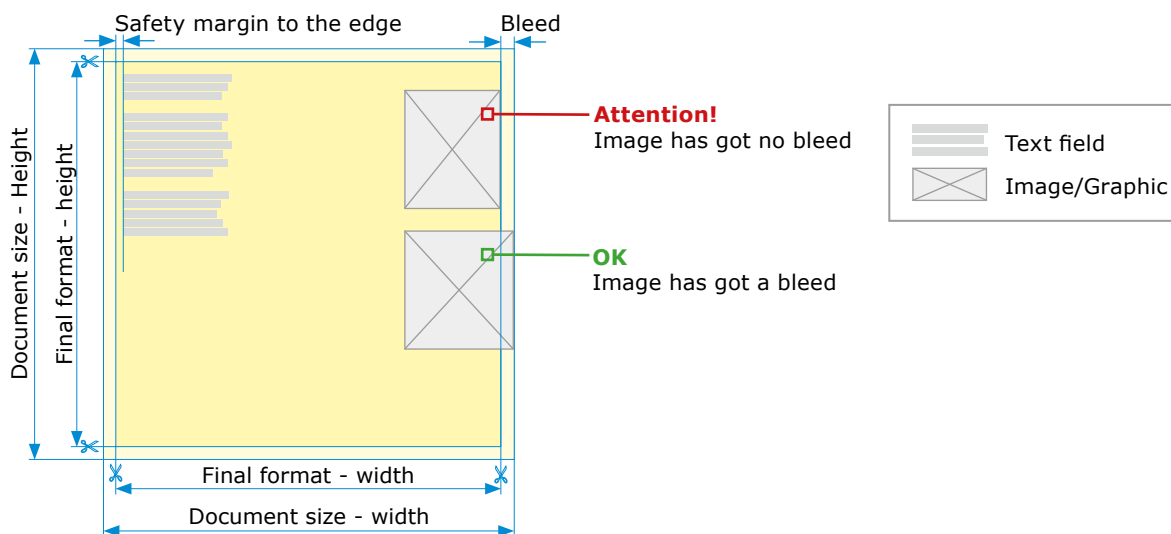 Safety margin to the edge
Bleed
Document size - Height
Final format - height
Attention!
Image has got no bleed
OK
Image has got a bleed
Text field
Image/Graphic
Final format - width
Document size - width